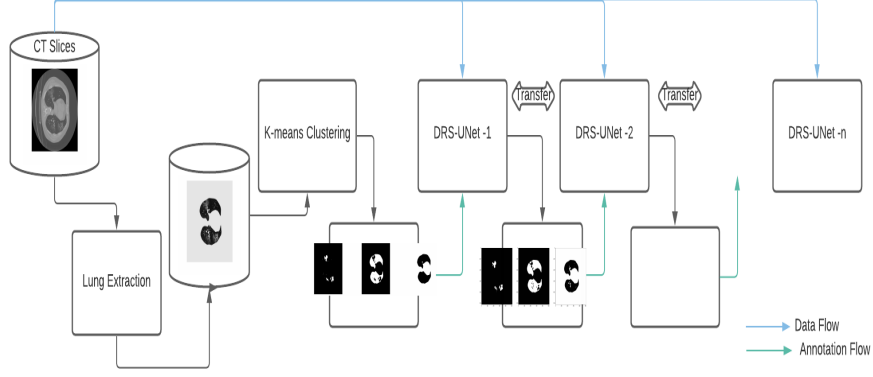 CT Slices
K-means Clustering
DRS-UNet -1
Transfer
DRS-UNet -2
Transfer
DRS-UNet -n
Lung Extraction
Data Flow
Annotation Flow